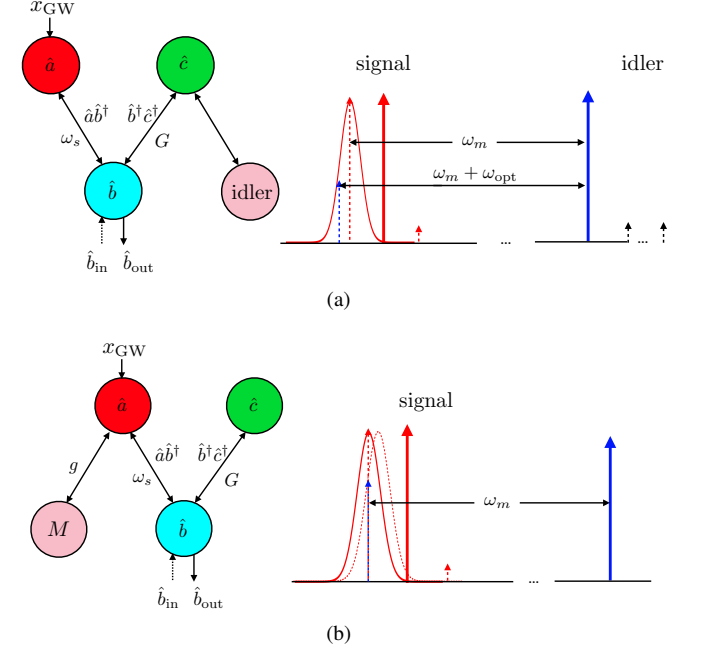 x_GW
â
ĉ
signal
idler
âb̂†
b̂†ĉ†
ω_s
G
ω_m
ω_m + ω_opt
b̂
idler
...
...
b̂_in
b̂_out
(a)
x_GW
â
ĉ
signal
g
âb̂†
b̂†ĉ†
ω_s
G
ω_m
M
b̂
...
b̂_in
b̂_out
(b)